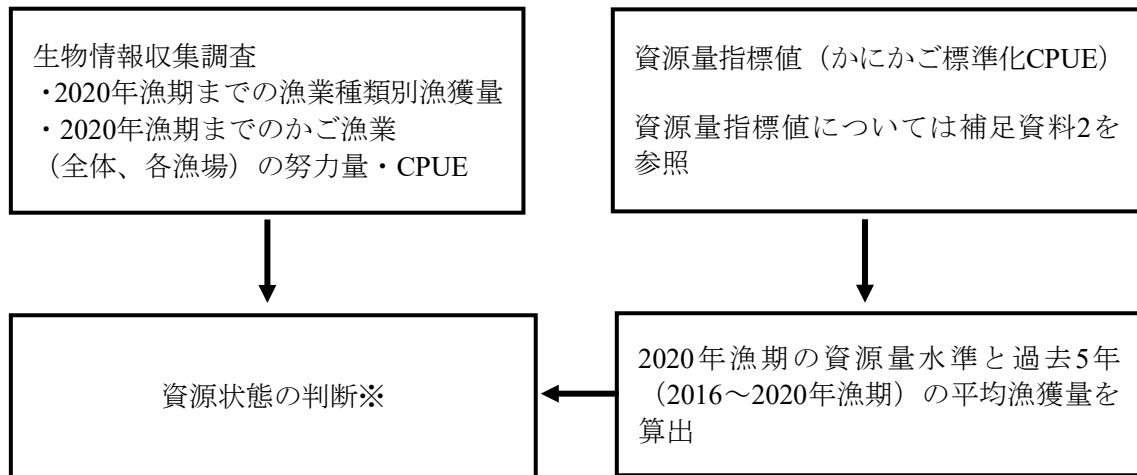 生物情報収集調査
・2020年漁期までの漁業種類別漁獲量
・2020年漁期までのかご漁業
(全体、各漁場)の努力量・CPUE
資源量指標値（かにかご標準化CPUE）
資源量指標値については補足資料2を
参照
資源状態の判断※
2020年漁期の資源量水準と過去5年
（2016～2020年漁期）の平均漁獲量を
算出